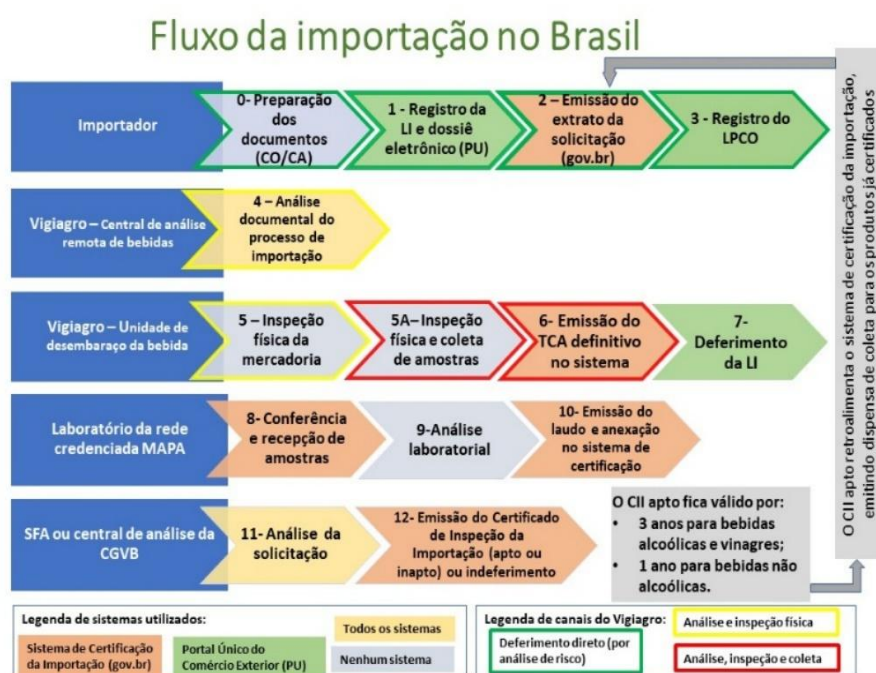 Fluxo da importação no Brasil
Importador
0- Preparação
dos
documentos
(CO/CA)
1 - Registro da
LI e dossiê
eletrônico (PU)
2 – Emissão do
extrato da
solicitação
(gov.br)
3 - Registro do
LPCO
Vigiagro – Central de análise
remota de bebidas
4 – Análise
documental do
processo de
importação
Vigiagro – Unidade de
desembaraço da bebida
5 – Inspeção
física da
mercadoria
5A– Inspeção
física e coleta
de amostras
6- Emissão do
TCA definitivo
no sistema
7-
Deferimento
da LI
Laboratório da rede
credenciada MAPA
8- Conferência
e recepção de
amostras
9-Análise
laboratorial
10- Emissão do
laudo e anexação
no sistema de
certificação
SFA ou central de análise da
CGVB
11- Análise da
solicitação
12- Emissão do Certificado
de Inspeção da
Importação (apto ou
inapto) ou indeferimento
O CII apto fica válido por:
• 3 anos para bebidas
alcoólicas e vinagres;
• 1 ano para bebidas não
alcoólicas.
O CII apto retroalimenta o sistema de certificação da importação,
emitindo dispensa de coleta para os produtos já certificados
Legenda de sistemas utilizados:
Sistema de Certificação
da Importação (gov.br)
Portal Único do
Comércio Exterior (PU)
Todos os sistemas
Nenhum sistema
Legenda de canais do Vigiagro:
Deferimento direto (por
análise de risco)
Análise e inspeção física
Análise, inspeção e coleta